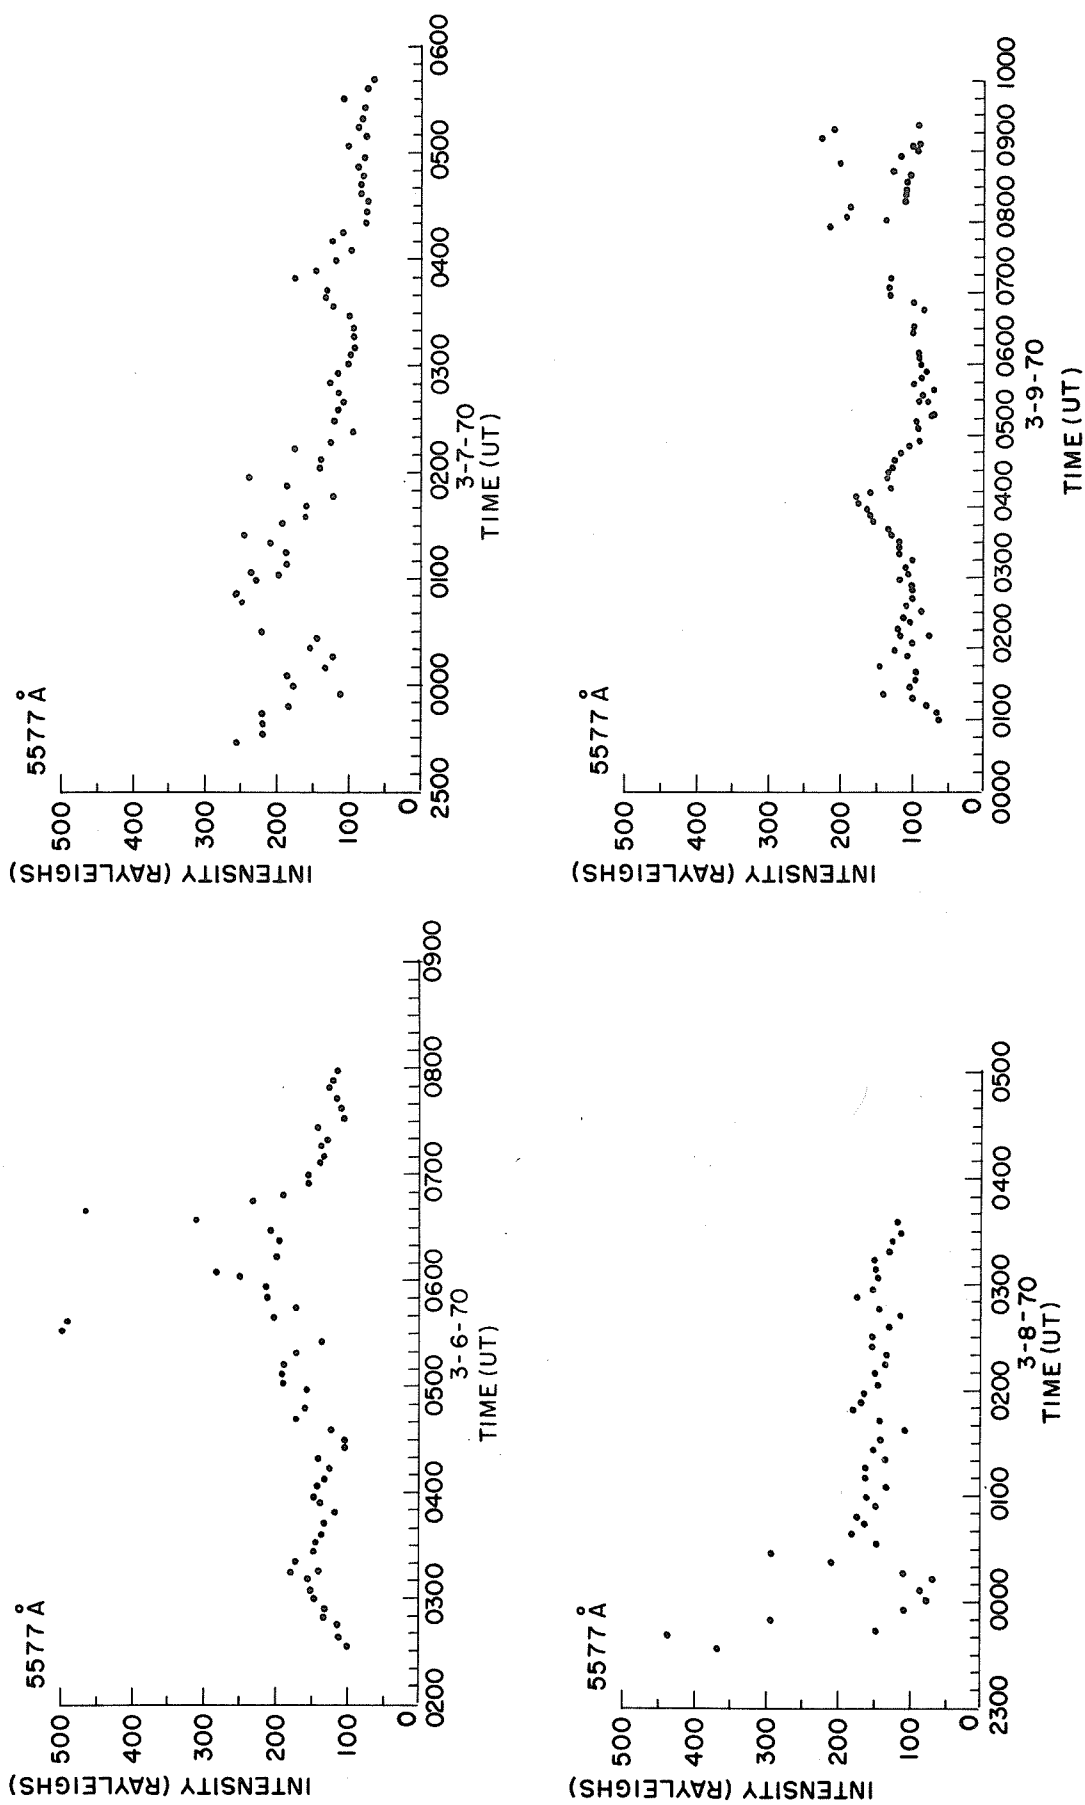 INTENSITY (RAYLEIGHS)
5577 Å
500
400
300
200
100
0
0200 0300 0400 0500 0600 0700 0800 0900
3-6-70
TIME (UT)
INTENSITY (RAYLEIGHS)
5577 Å
500
400
300
200
100
0
2500 0000 0100 0200 0300 0400 0500 0600
3-7-70
TIME (UT)
INTENSITY (RAYLEIGHS)
5577 Å
500
400
300
200
100
0
2300 0000 0100 0200 0300 0400 0500
3-8-70
TIME (UT)
INTENSITY (RAYLEIGHS)
5577 Å
500
400
300
200
100
0
0000 0100 0200 0300 0400 0500 0600 0700 0800 0900 1000
3-9-70
TIME (UT)